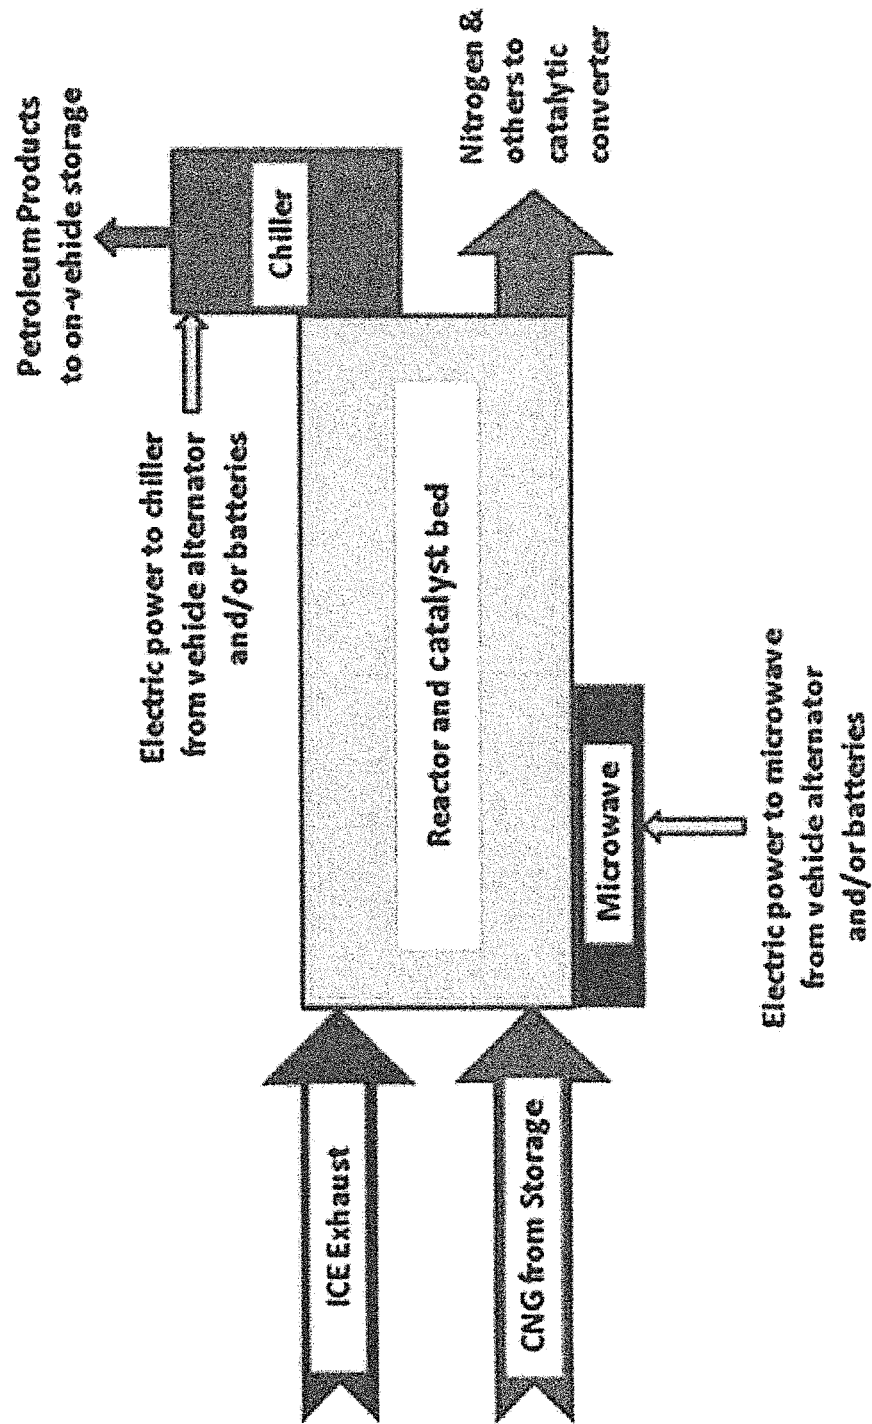 Petroleum Products
to on-vehicle storage
Electric power to chiller
from vehicle alternator
and/or batteries
Chiller
Nitrogen &
others to
catalytic
converter
Reactor and catalyst bed
ICE Exhaust
CNG from Storage
Microwave
Electric power to microwave
from vehicle alternator
and/or batteries